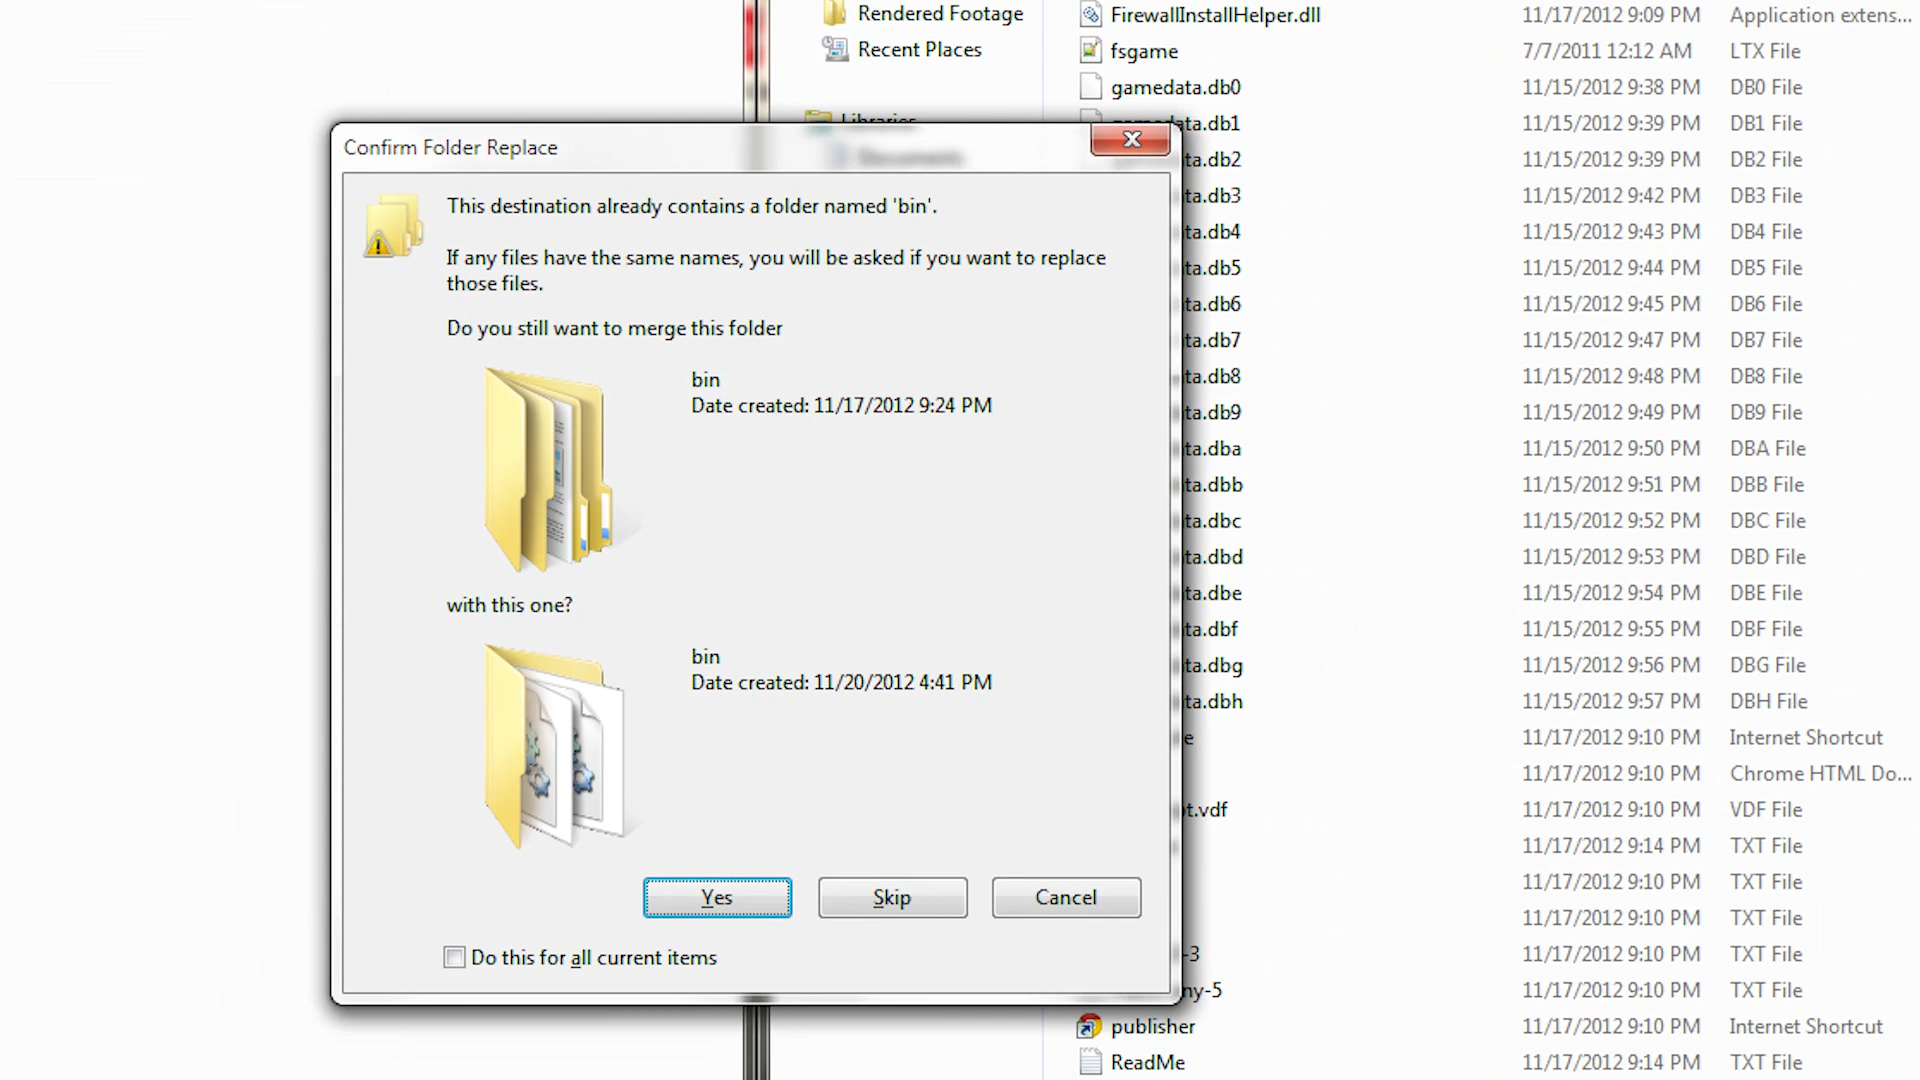 Rendered Footage
Recent Places
Libraries
Documents
Confirm Folder Replace
This destination already contains a folder named 'bin'.
If any files have the same names, you will be asked if you want to replace
those files.
Do you still want to merge this folder
bin
Date created: 11/17/2012 9:24 PM
with this one?
bin
Date created: 11/20/2012 4:41 PM
Yes
Skip
Cancel
Do this for all current items
FirewallInstallHelper.dll 11/17/2012 9:09 PM Application extens...
fsgame 7/7/2011 12:12 AM LTX File
gamedata.db0 11/15/2012 9:38 PM DB0 File
ta.db1 11/15/2012 9:39 PM DB1 File
ta.db2 11/15/2012 9:39 PM DB2 File
ta.db3 11/15/2012 9:42 PM DB3 File
ta.db4 11/15/2012 9:43 PM DB4 File
ta.db5 11/15/2012 9:44 PM DB5 File
ta.db6 11/15/2012 9:45 PM DB6 File
ta.db7 11/15/2012 9:47 PM DB7 File
ta.db8 11/15/2012 9:48 PM DB8 File
ta.db9 11/15/2012 9:49 PM DB9 File
ta.dba 11/15/2012 9:50 PM DBA File
ta.dbb 11/15/2012 9:51 PM DBB File
ta.dbc 11/15/2012 9:52 PM DBC File
ta.dbd 11/15/2012 9:53 PM DBD File
ta.dbe 11/15/2012 9:54 PM DBE File
ta.dbf 11/15/2012 9:55 PM DBF File
ta.dbg 11/15/2012 9:56 PM DBG File
ta.dbh 11/15/2012 9:57 PM DBH File
e 11/17/2012 9:10 PM Internet Shortcut
11/17/2012 9:10 PM Chrome HTML Do...
pt.vdf 11/17/2012 9:10 PM VDF File
11/17/2012 9:14 PM TXT File
11/17/2012 9:10 PM TXT File
11/17/2012 9:10 PM TXT File
-3 11/17/2012 9:10 PM TXT File
ny-5 11/17/2012 9:10 PM TXT File
publisher 11/17/2012 9:10 PM Internet Shortcut
ReadMe 11/17/2012 9:14 PM TXT File